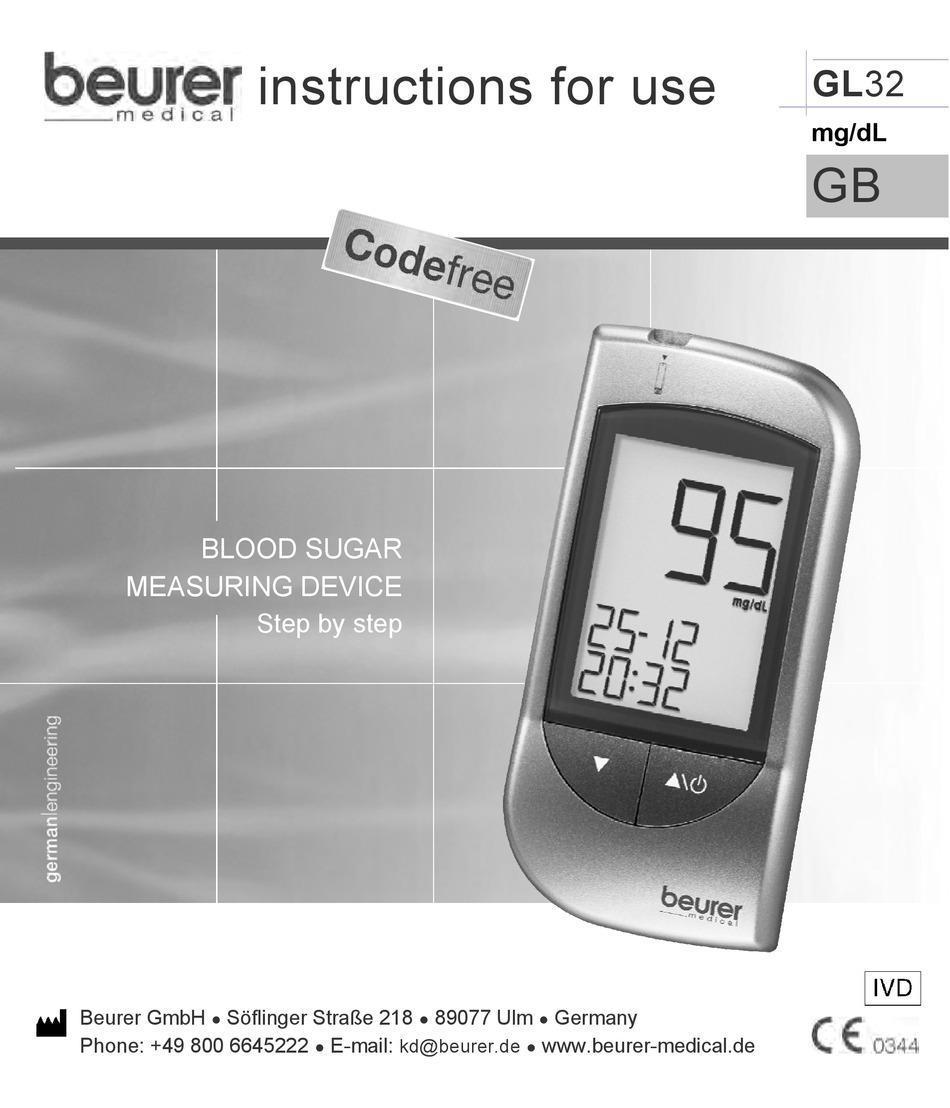 beurer medical instructions for use
GL32
mg/dL
GB
Codefree
95
mg/dL
25-12
20:32
BLOOD SUGAR
MEASURING DEVICE
Step by step
german|engineering
▼ ▲\⏻
beurer
medical
IVD
Beurer GmbH ● Söflinger Straße 218 ● 89077 Ulm ● Germany
Phone: +49 800 6645222 ● E-mail: kd@beurer.de ● www.beurer-medical.de
CE 0344